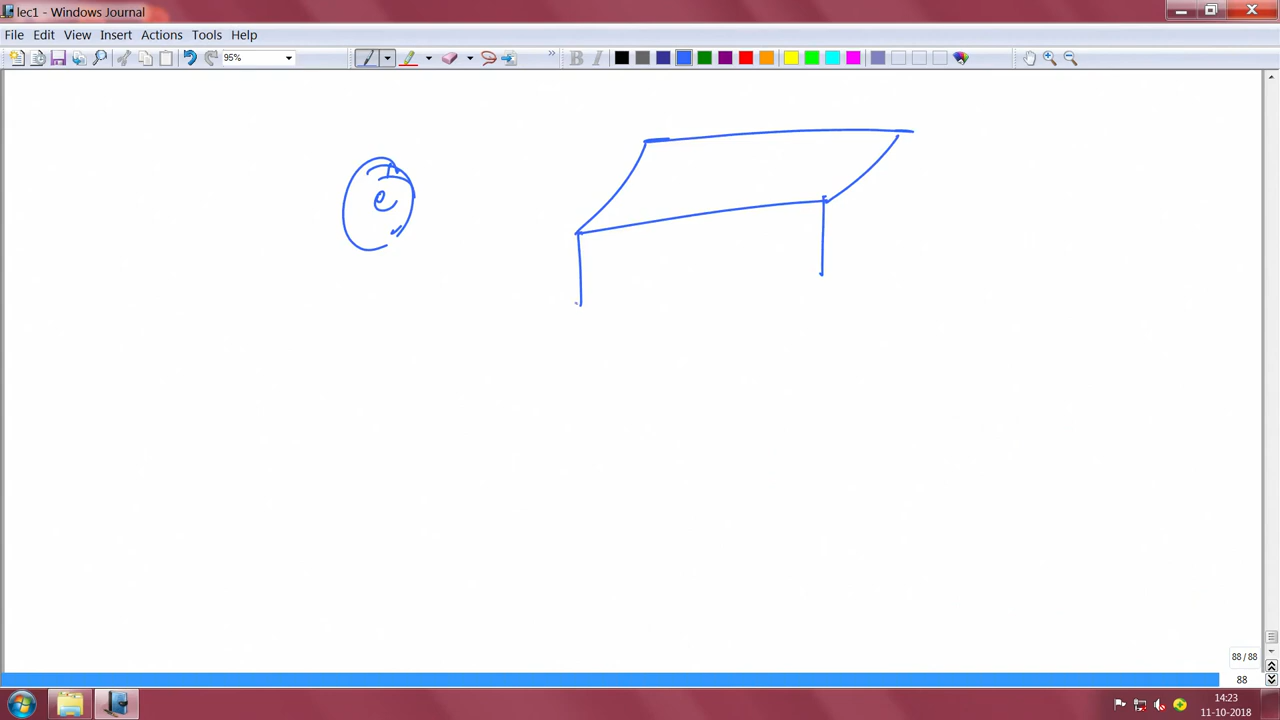 lec1 - Windows Journal
File Edit View Insert Actions Tools Help
95%
B I
e
88 / 88
88
14:23
11-10-2018